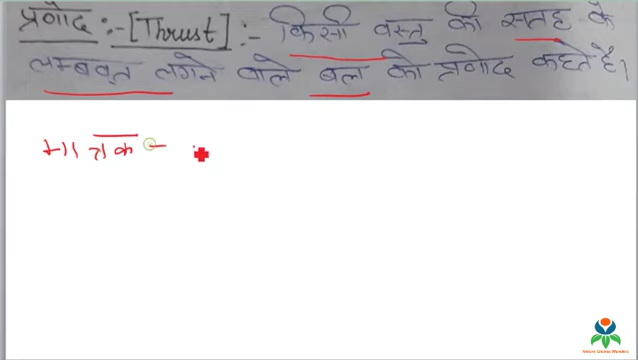 प्रणोद :- [Thrust] :- किसी वस्तु की सतह के
लम्बवत लगने वाले बल को प्रणोद कहते है।
मात्रक -